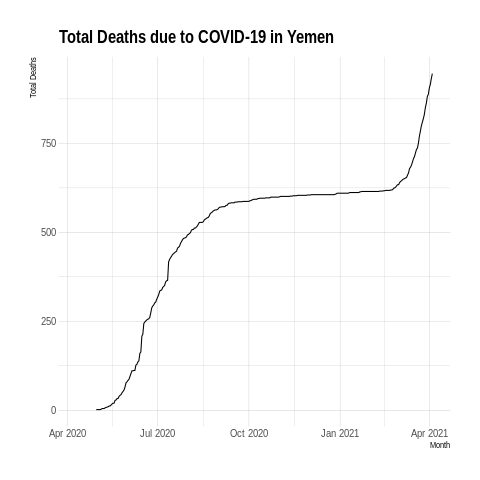 Total Deaths due to COVID-19 in Yemen
Total Deaths
750
500
250
0
Apr 2020 Jul 2020 Oct 2020 Jan 2021 Apr 2021
Month